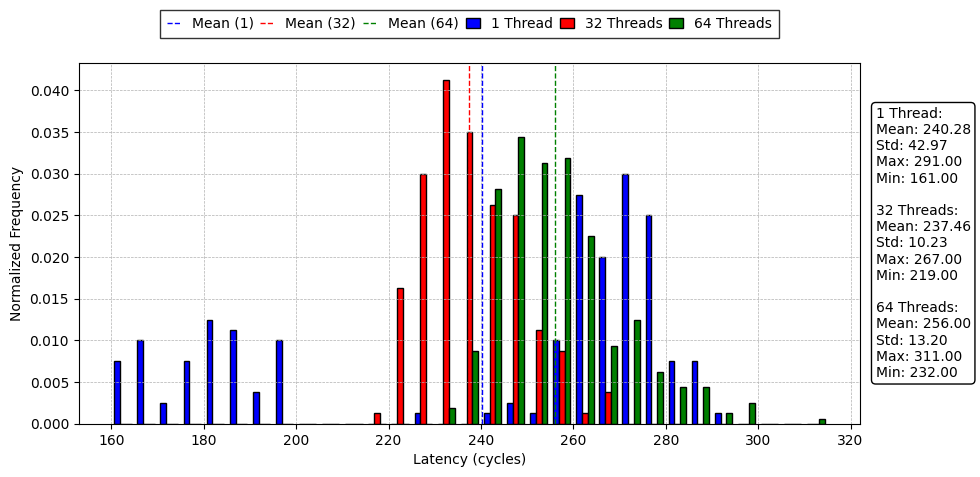 Mean (1) Mean (32) Mean (64) 1 Thread 32 Threads 64 Threads
Normalized Frequency
0.040
0.035
0.030
0.025
0.020
0.015
0.010
0.005
0.000
160 180 200 220 240 260 280 300 320
Latency (cycles)
1 Thread:
Mean: 240.28
Std: 42.97
Max: 291.00
Min: 161.00
32 Threads:
Mean: 237.46
Std: 10.23
Max: 267.00
Min: 219.00
64 Threads:
Mean: 256.00
Std: 13.20
Max: 311.00
Min: 232.00